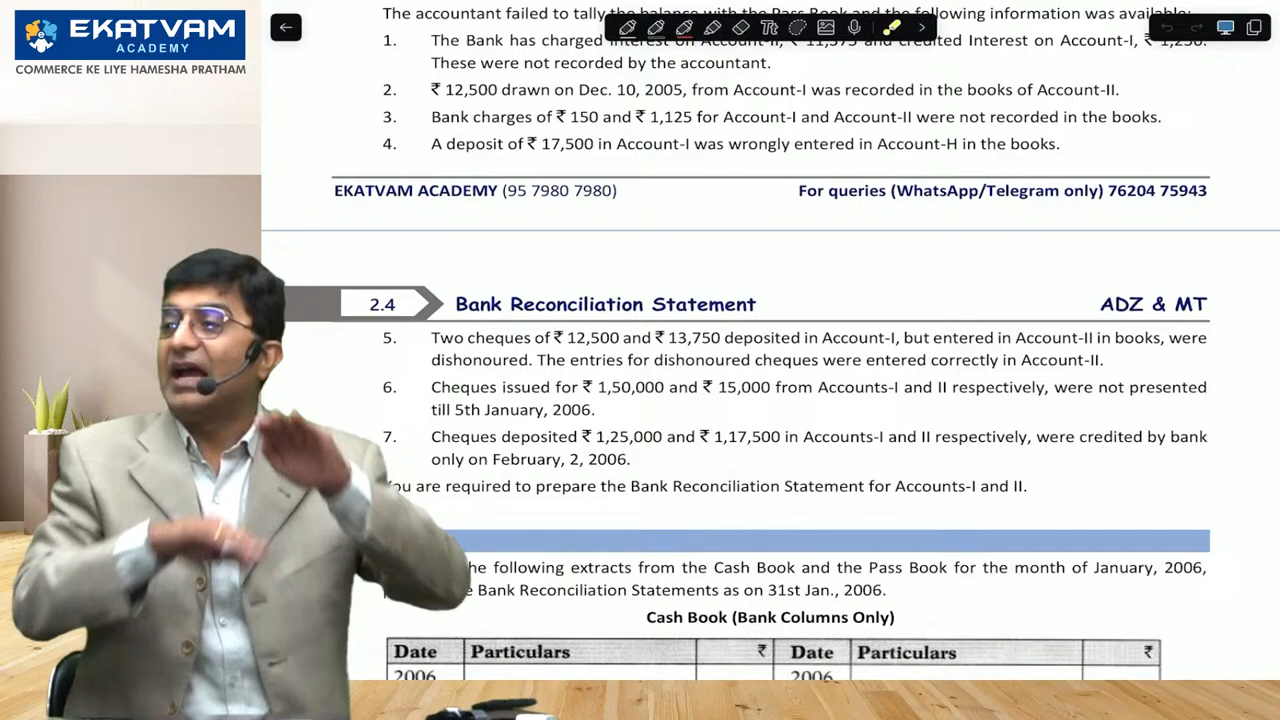 EKATVAM
ACADEMY
COMMERCE KE LIYE HAMESHA PRATHAM
The accountant failed to tally the balance with the Pass Book and the following information was available:
1. The Bank has charged Interest on Account-II, ₹ 11,375 and credited Interest on Account-I, ₹ 1,250.
These were not recorded by the accountant.
2. ₹ 12,500 drawn on Dec. 10, 2005, from Account-I was recorded in the books of Account-II.
3. Bank charges of ₹ 150 and ₹ 1,125 for Account-I and Account-II were not recorded in the books.
4. A deposit of ₹ 17,500 in Account-I was wrongly entered in Account-H in the books.
EKATVAM ACADEMY (95 7980 7980) For queries (WhatsApp/Telegram only) 76204 75943
2.4 Bank Reconciliation Statement ADZ & MT
5. Two cheques of ₹ 12,500 and ₹ 13,750 deposited in Account-I, but entered in Account-II in books, were
dishonoured. The entries for dishonoured cheques were entered correctly in Account-II.
6. Cheques issued for ₹ 1,50,000 and ₹ 15,000 from Accounts-I and II respectively, were not presented
till 5th January, 2006.
7. Cheques deposited ₹ 1,25,000 and ₹ 1,17,500 in Accounts-I and II respectively, were credited by bank
only on February, 2, 2006.
You are required to prepare the Bank Reconciliation Statement for Accounts-I and II.
he following extracts from the Cash Book and the Pass Book for the month of January, 2006,
Bank Reconciliation Statements as on 31st Jan., 2006.
Cash Book (Bank Columns Only)
Date Particulars ₹ Date Particulars ₹
2006 2006